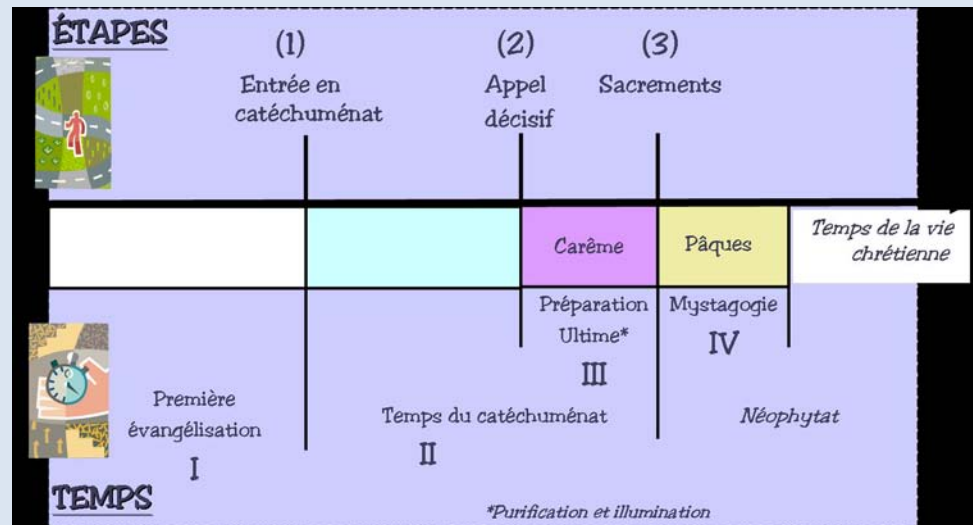 ÉTAPES
(1)
Entrée en
catéchuménat
(2)
Appel
décisif
(3)
Sacrements
Carême
Pâques
Temps de la vie
chrétienne
Préparation
Ultime*
III
Mystagogie
IV
Première
évangélisation
I
Temps du catéchuménat
II
Néophytat
TEMPS
*Purification et illumination